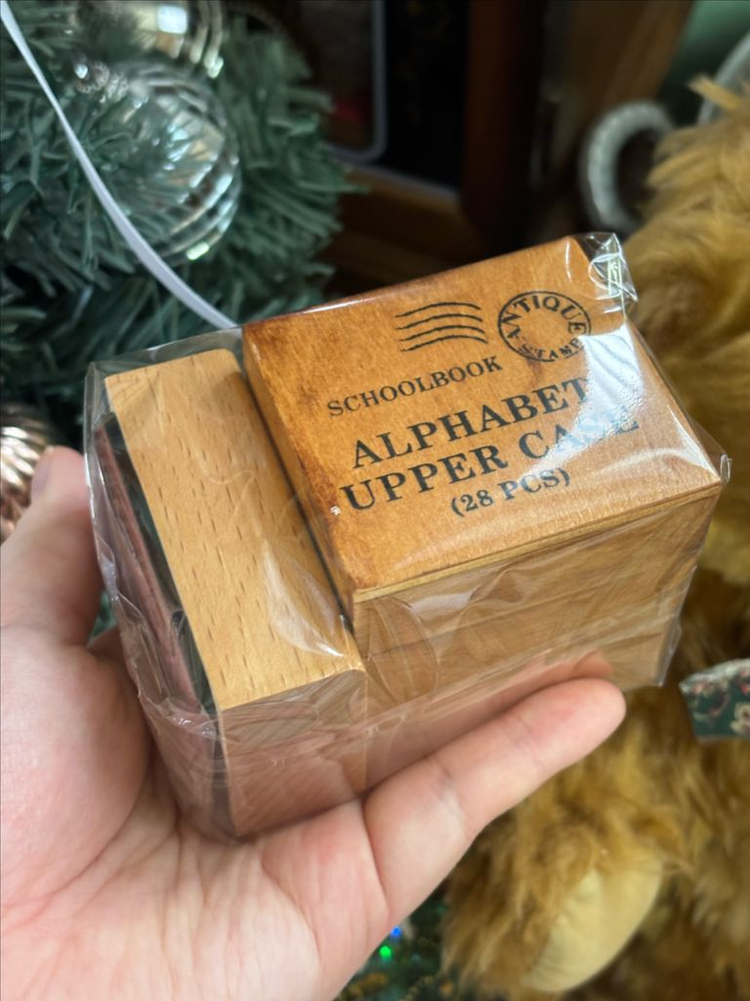 ANTIQUE
STAMP
SCHOOLBOOK
ALPHABET
UPPER CASE
(28 PCS)